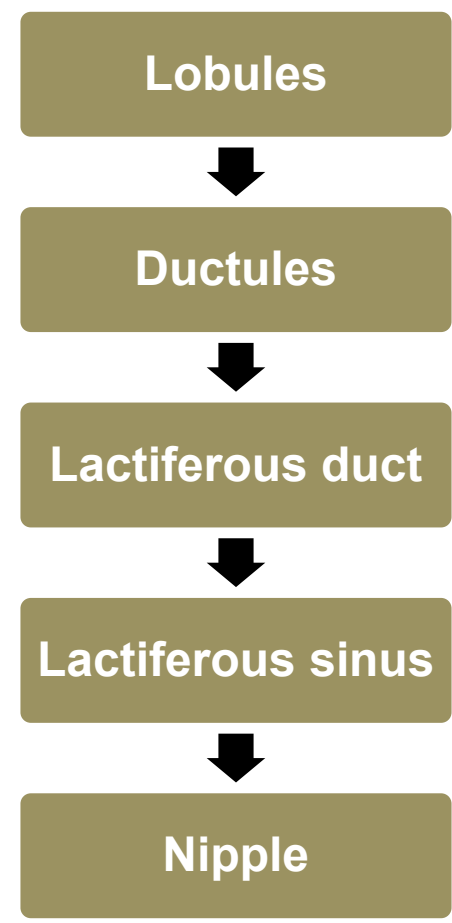 Lobules
Ductules
Lactiferous duct
Lactiferous sinus
Nipple